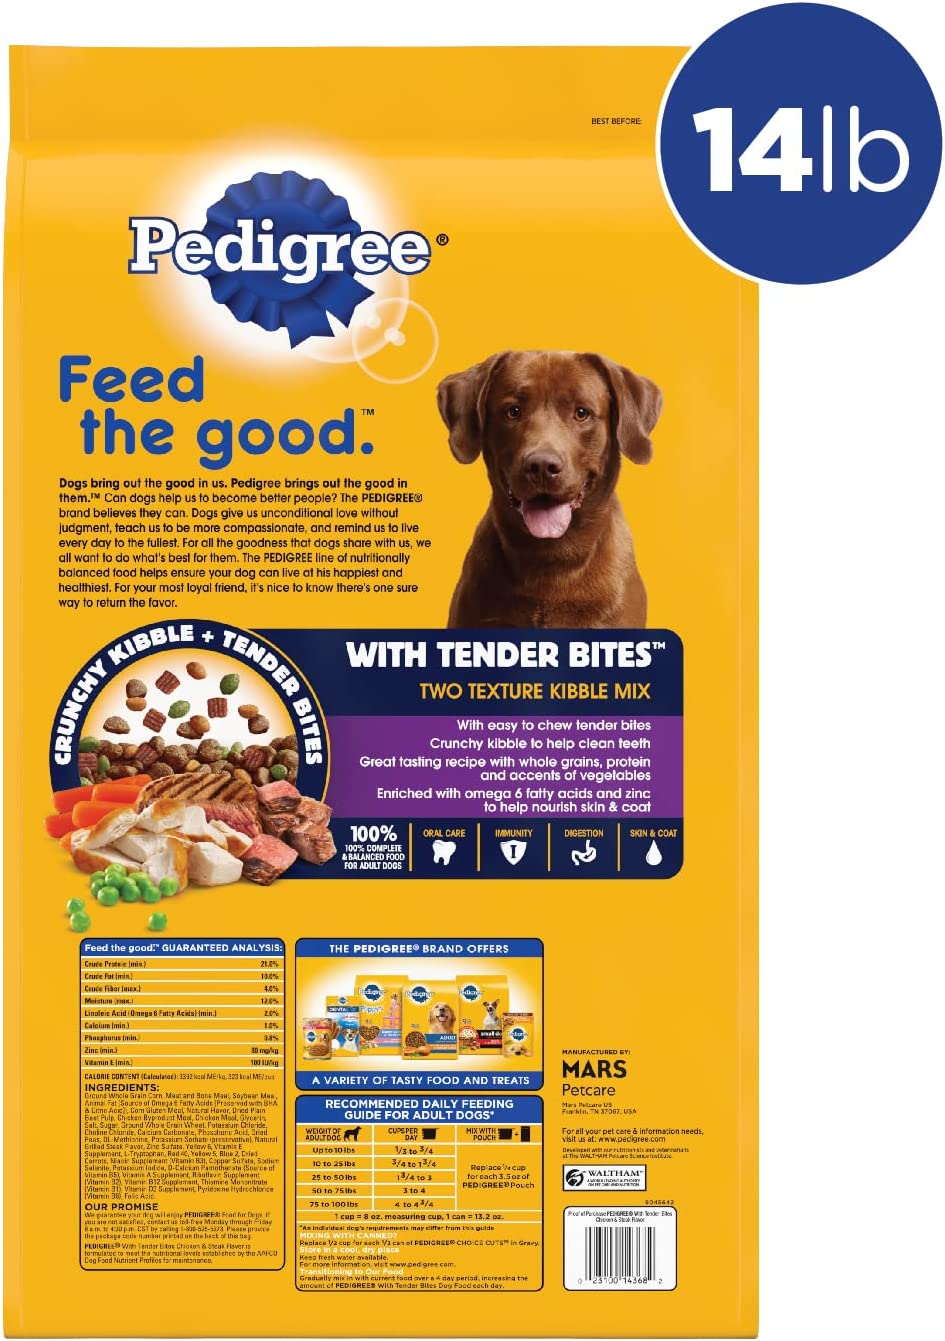 BEST BEFORE:
14lb
Pedigree®
Feed
the good.™
Dogs bring out the good in us. Pedigree brings out the good in
them.™ Can dogs help us to become better people? The PEDIGREE®
brand believes they can. Dogs give us unconditional love without
judgment, teach us to be more compassionate, and remind us to live
every day to the fullest. For all the goodness that dogs share with us, we
all want to do what's best for them. The PEDIGREE line of nutritionally
balanced food helps ensure your dog can live at his happiest and
healthiest. For your most loyal friend, it's nice to know there's one sure
way to return the favor.
CRUNCHY KIBBLE + TENDER BITES
WITH TENDER BITES™
TWO TEXTURE KIBBLE MIX
With easy to chew tender bites
Crunchy kibble to help clean teeth
Great tasting recipe with whole grains, protein
and accents of vegetables
Enriched with omega 6 fatty acids and zinc
to help nourish skin & coat
100%
100% COMPLETE
& BALANCED FOOD
FOR ADULT DOGS
ORAL CARE
IMMUNITY
DIGESTION
SKIN & COAT
Feed the good.™ GUARANTEED ANALYSIS:
Crude Protein (min.) 21.0%
Crude Fat (min.) 10.0%
Crude Fiber (max.) 4.0%
Moisture (max.) 12.0%
Linoleic Acid (Omega 6 Fatty Acids) (min.) 2.0%
Calcium (min.) 1.0%
Phosphorus (min.) 0.8%
Zinc (min.) 80 mg/kg
Vitamin E (min.) 100 IU/kg
CALORIE CONTENT (Calculated): 3332 kcal ME/kg, 323 kcal ME/cup
INGREDIENTS:
Ground Whole Grain Corn, Meat and Bone Meal, Soybean Meal,
Animal Fat (Source of Omega 6 Fatty Acids [Preserved with BHA
& Citric Acid]), Corn Gluten Meal, Natural Flavor, Dried Plain
Beet Pulp, Chicken Byproduct Meal, Chicken Meal, Glycerin,
Salt, Sugar, Ground Whole Grain Wheat, Potassium Chloride,
Choline Chloride, Calcium Carbonate, Phosphoric Acid, Dried
Peas, DL-Methionine, Potassium Sorbate (preservative), Natural
Grilled Steak Flavor, Zinc Sulfate, Yellow 6, Vitamin E
Supplement, L-Tryptophan, Red 40, Yellow 5, Blue 2, Dried
Carrots, Niacin Supplement (Vitamin B3), Copper Sulfate, Sodium
Selenite, Potassium Iodide, D-Calcium Pantothenate (Source of
Vitamin B5), Vitamin A Supplement, Riboflavin Supplement
(Vitamin B2), Vitamin B12 Supplement, Thiamine Mononitrate
(Vitamin B1), Vitamin D3 Supplement, Pyridoxine Hydrochloride
(Vitamin B6), Folic Acid.
OUR PROMISE
We guarantee your dog will enjoy PEDIGREE® Food for Dogs. If
you are not satisfied, contact us toll-free Monday through Friday
8 a.m. to 4:30 p.m. CST by calling 1-800-525-5273. Please provide
the package code number printed on the back of this bag.
PEDIGREE® With Tender Bites Chicken & Steak Flavor is
formulated to meet the nutritional levels established by the AAFCO
Dog Food Nutrient Profiles for maintenance.
THE PEDIGREE® BRAND OFFERS
A VARIETY OF TASTY FOOD AND TREATS
RECOMMENDED DAILY FEEDING
GUIDE FOR ADULT DOGS*
WEIGHT OF ADULT DOG CUPS PER DAY MIX WITH POUCH
Up to 10 lbs 1/3 to 3/4
10 to 25 lbs 3/4 to 1 3/4
25 to 50 lbs 1 3/4 to 3
50 to 75 lbs 3 to 4
75 to 100 lbs 4 to 4 3/4
Replace 1/4 cup
for each 3.5 oz of
PEDIGREE® Pouch
1 cup = 8 oz. measuring cup, 1 can = 13.2 oz.
*An individual dog's requirements may differ from this guide
MIXING WITH CANNED?
Replace 1/2 cup for each 1/2 can of PEDIGREE® CHOICE CUTS™ in Gravy.
Store in a cool, dry place
Keep fresh water available.
For more information, visit www.pedigree.com.
Transitioning to Our Food
Gradually mix in with current food over a 4 day period, increasing the
amount of PEDIGREE® With Tender Bites Dog Food each day.
MANUFACTURED BY:
MARS
Petcare
Mars Petcare US
Franklin, TN 37067, USA
For all your pet care & information needs,
visit us at: www.pedigree.com
Developed with our nutritionists and veterinarians
at The WALTHAM Petcare Science Institute.
WALTHAM™
Proof of Purchase PEDIGREE® With Tender Bites
Chicken & Steak Flavor
0 23100 14368 2